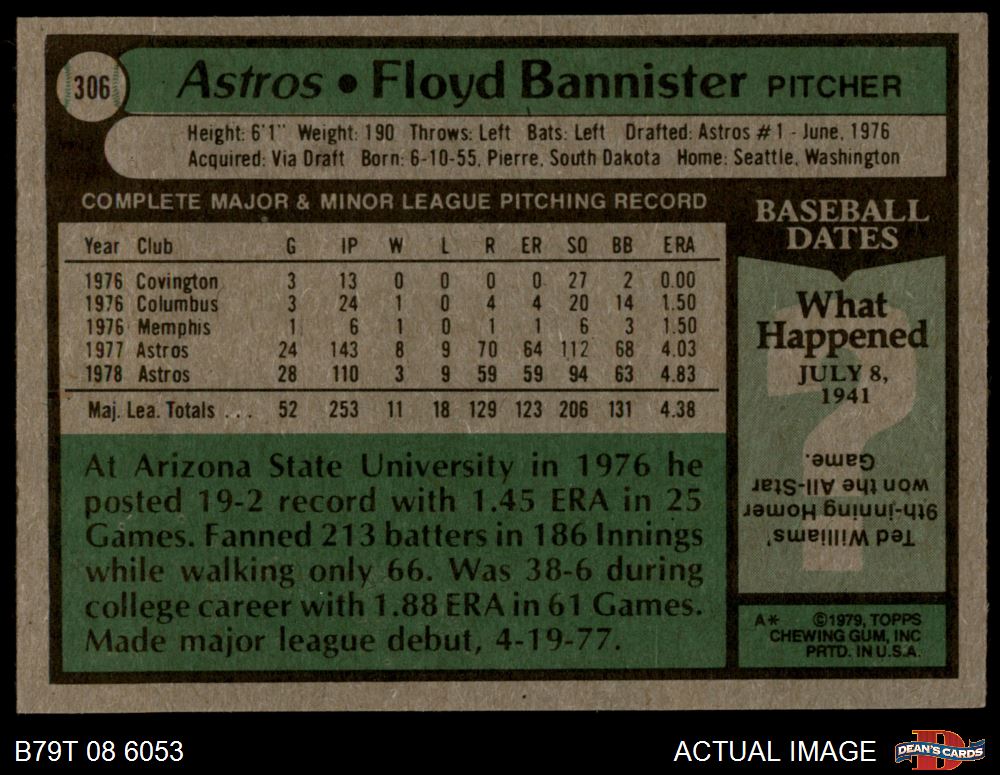 306
Astros • Floyd Bannister PITCHER
Height: 6'1" Weight: 190 Throws: Left Bats: Left Drafted: Astros #1 - June, 1976
Acquired: Via Draft Born: 6-10-55, Pierre, South Dakota Home: Seattle, Washington
COMPLETE MAJOR & MINOR LEAGUE PITCHING RECORD
Year Club G IP W L R ER SO BB ERA
1976 Covington 3 13 0 0 0 0 27 2 0.00
1976 Columbus 3 24 1 0 4 4 20 14 1.50
1976 Memphis 1 6 1 0 1 1 6 3 1.50
1977 Astros 24 143 8 9 70 64 112 68 4.03
1978 Astros 28 110 3 9 59 59 94 63 4.83
Maj. Lea. Totals . . . 52 253 11 18 129 123 206 131 4.38
At Arizona State University in 1976 he
posted 19-2 record with 1.45 ERA in 25
Games. Fanned 213 batters in 186 Innings
while walking only 66. Was 38-6 during
college career with 1.88 ERA in 61 Games.
Made major league debut, 4-19-77.
BASEBALL
DATES
What
Happened
JULY 8,
1941
Ted Williams'
9th-inning Homer
won the All-Star
Game.
A* ©1979, TOPPS
CHEWING GUM, INC
PRTD. IN U.S.A.
B79T 08 6053
ACTUAL IMAGE
DEAN'S CARDS